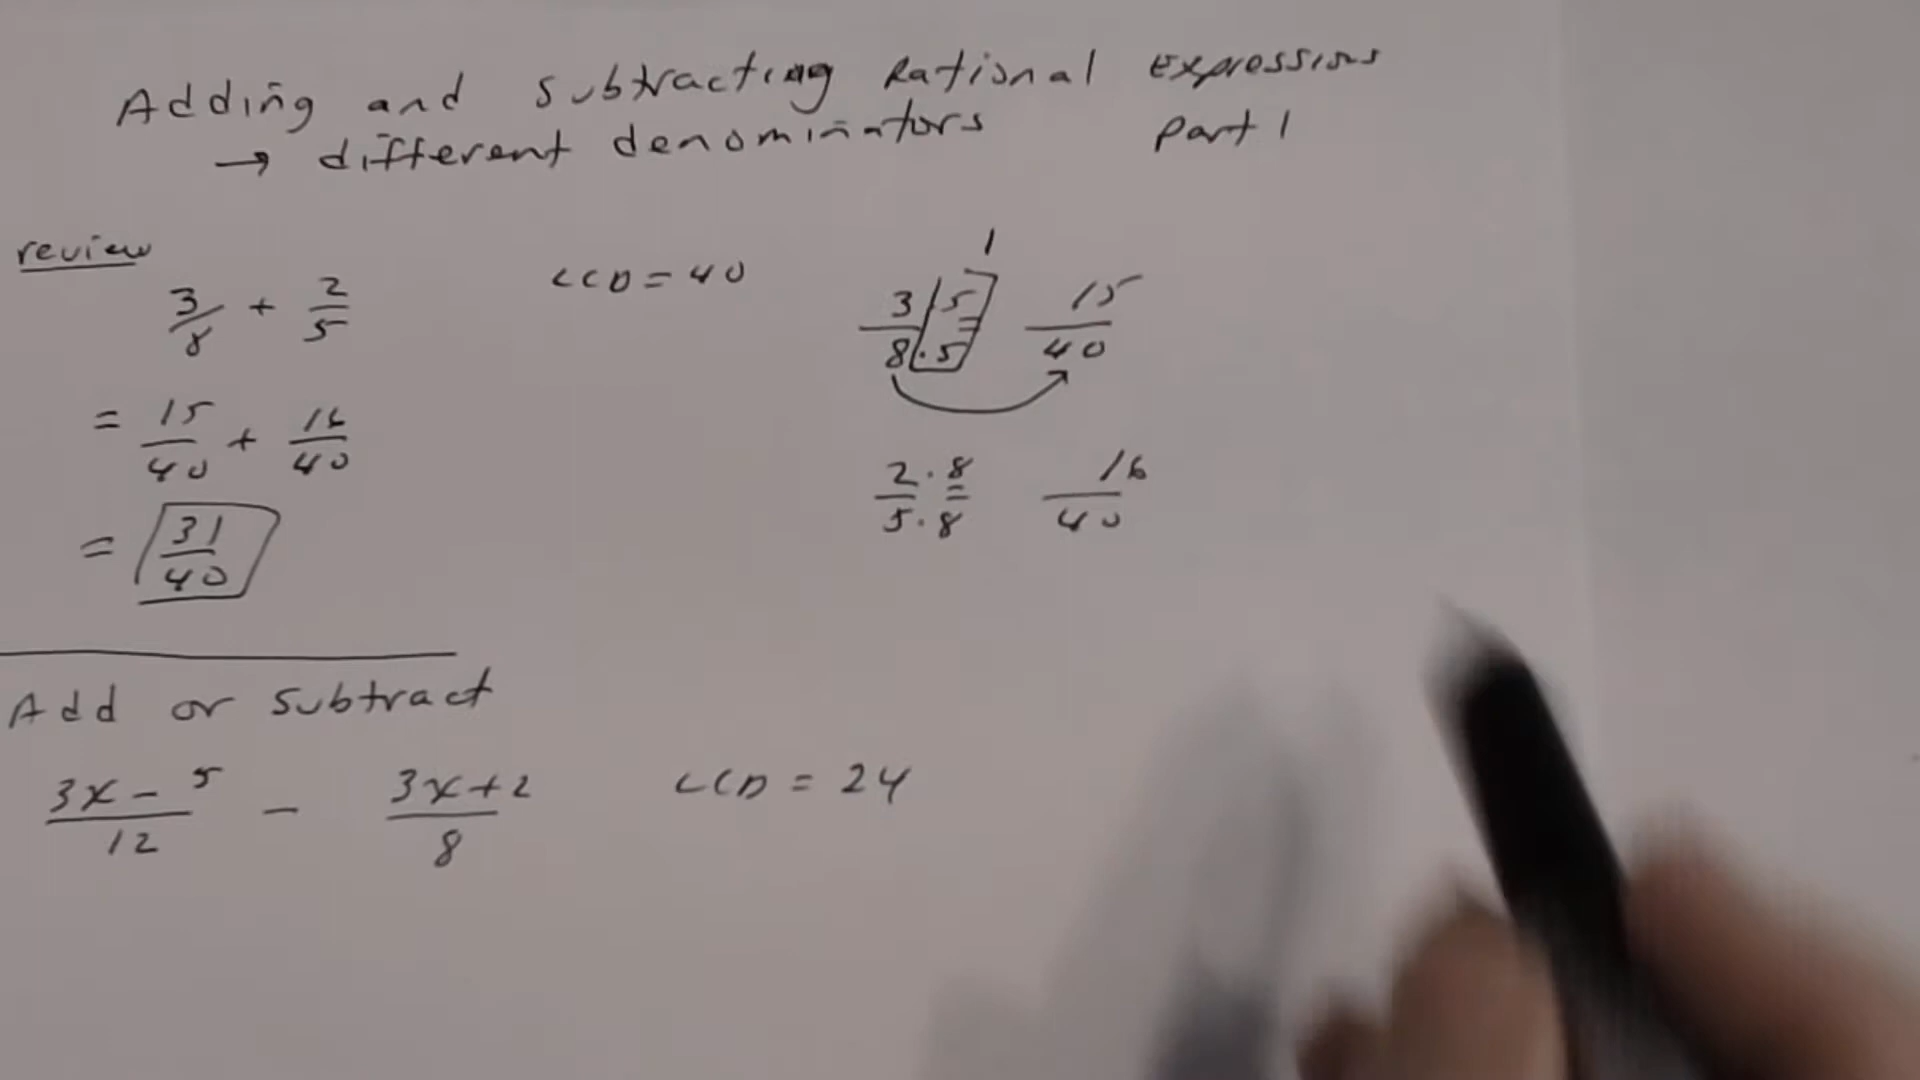 Adding and subtracting Rational Expressions
→ different denominators Part 1
review
3/8 + 2/5 LCD = 40
1
3/8 [· 5/5] = 15/40
= 15/40 + 16/40
2/5 · 8/8 = 16/40
= 31/40
Add or subtract
3x - 5/12 - 3x+2/8 LCD = 24